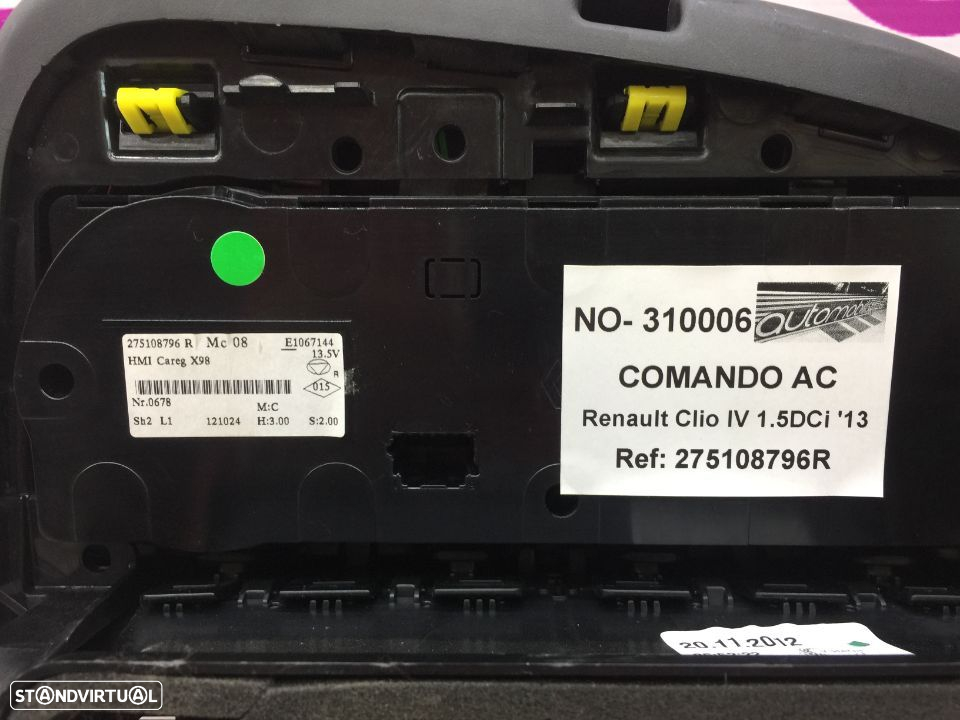 275108796 R Mc 08 E1067144
13.5V
HMI Careg X98
R
015
Nr.0678
M:C
Sh2 L1 121024 H:3.00 S:2.00
NO- 310006
automobile
COMANDO AC
Renault Clio IV 1.5DCi '13
Ref: 275108796R
20.11.2012
STANDVIRTUAL